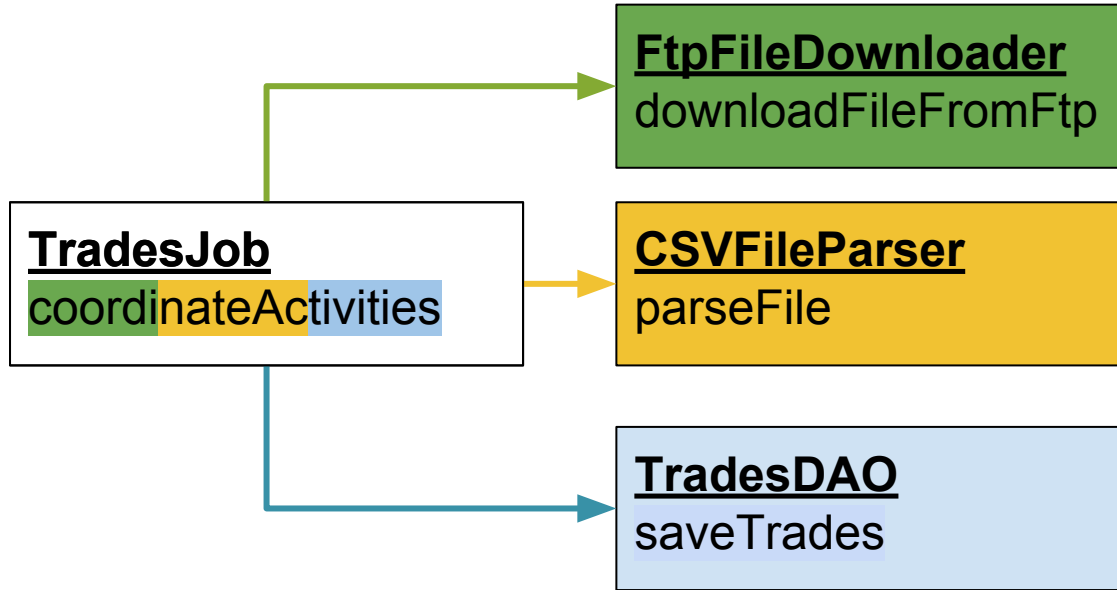 FtpFileDownloader
downloadFileFromFtp
TradesJob
coordinateActivities
CSVFileParser
parseFile
TradesDAO
saveTrades